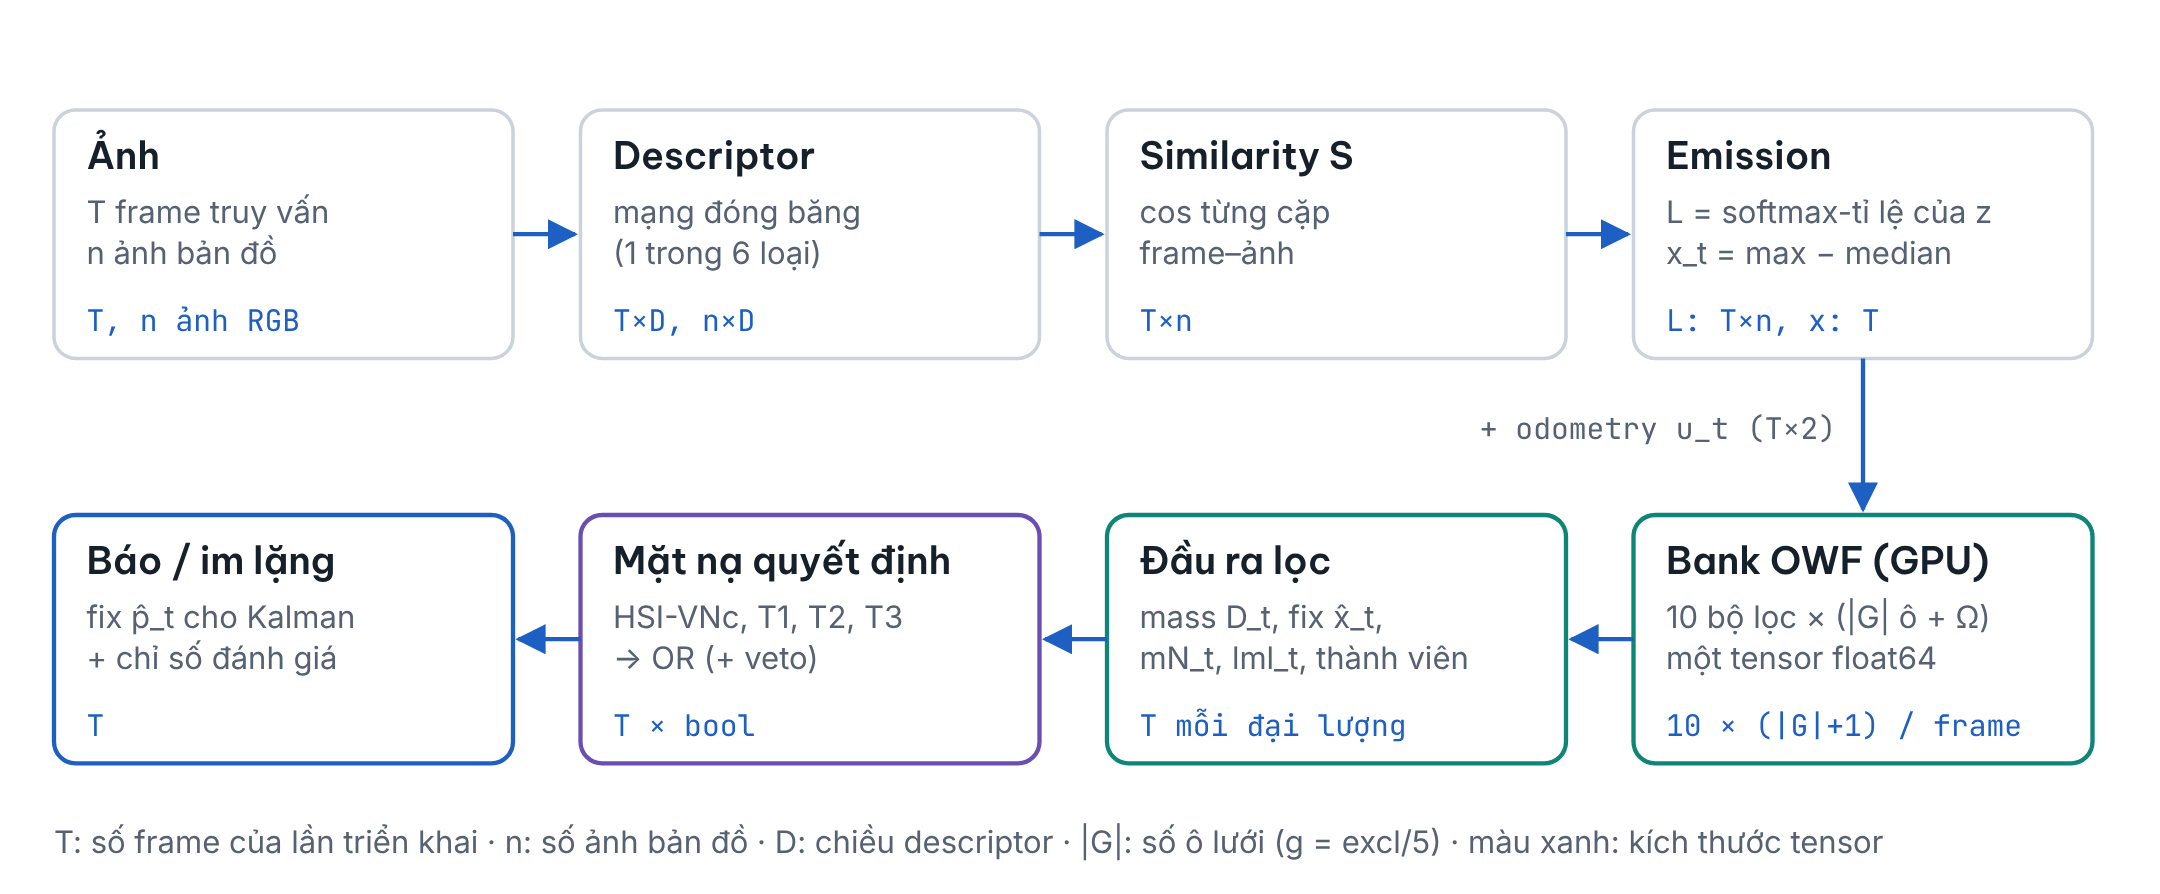 Ảnh
T frame truy vấn
n ảnh bản đồ
T, n ảnh RGB
Descriptor
mạng đóng băng
(1 trong 6 loại)
T×D, n×D
Similarity S
cos từng cặp
frame–ảnh
T×n
Emission
L = softmax-tỉ lệ của z
x_t = max − median
L: T×n, x: T
+ odometry u_t (T×2)
Báo / im lặng
fix p̂_t cho Kalman
+ chỉ số đánh giá
T
Mặt nạ quyết định
HSI-VNc, T1, T2, T3
→ OR (+ veto)
T × bool
Đầu ra lọc
mass D_t, fix x̂_t,
mN_t, lml_t, thành viên
T mỗi đại lượng
Bank OWF (GPU)
10 bộ lọc × (|G| ô + Ω)
một tensor float64
10 × (|G|+1) / frame
T: số frame của lần triển khai · n: số ảnh bản đồ · D: chiều descriptor · |G|: số ô lưới (g = excl/5) · màu xanh: kích thước tensor